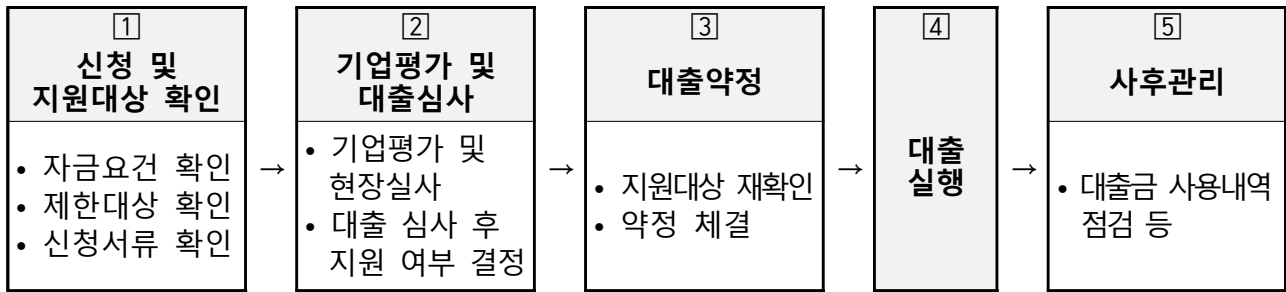 1
신청 및
지원대상 확인
• 자금요건 확인
• 제한대상 확인
• 신청서류 확인
→
2
기업평가 및
대출심사
• 기업평가 및
현장실사
• 대출 심사 후
지원 여부 결정
→
3
대출약정
• 지원대상 재확인
• 약정 체결
→
4
대출
실행
→
5
사후관리
• 대출금 사용내역
점검 등